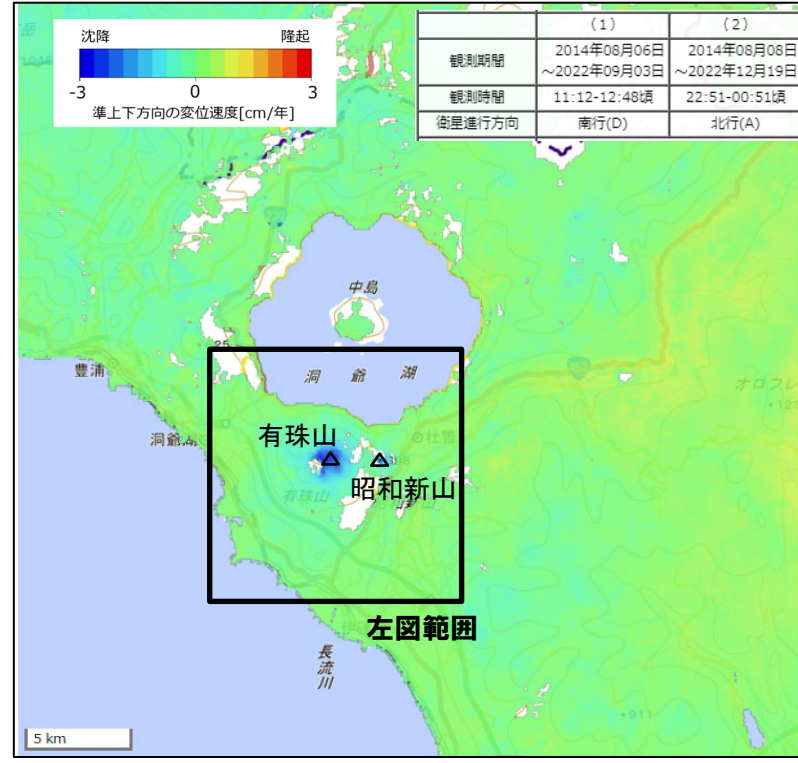 沈降 隆起
-3 0 3
準上下方向の変位速度[cm/年]
(1) (2)
観測期間 2014年08月06日 ～2022年09月03日 2014年08月08日 ～2022年12月19日
観測時間 11:12-12:48頃 22:51-00:51頃
衛星進行方向 南行(D) 北行(A)
230
中島
25
豊浦
洞爺湖
453
オロフレ
洞爺湖
壮瞥
有珠山
昭和新山
有珠山
左図範囲
長流川
911
5 km